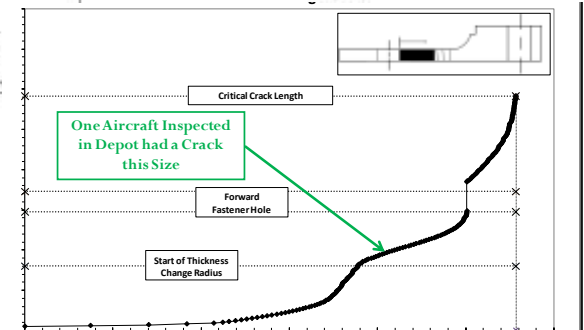 Critical Crack Length
One Aircraft Inspected
in Depot had a Crack
this Size
Forward
Fastener Hole
Start of Thickness
Change Radius